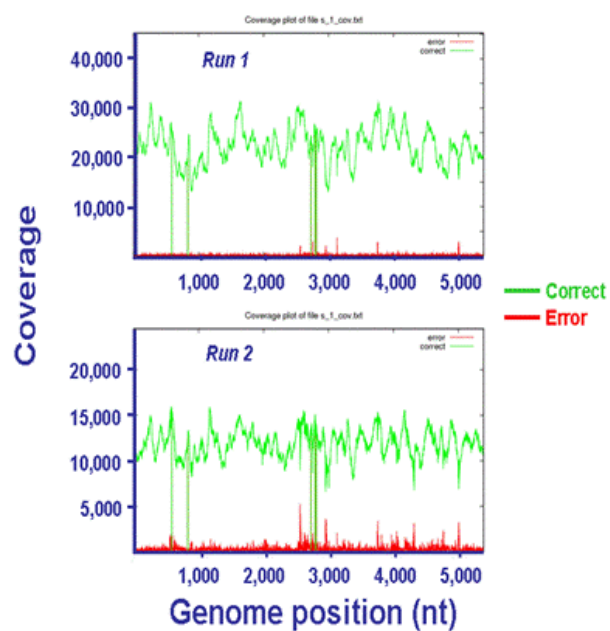 Coverage plot of file s_1_cov.txt
error
correct
Run 1
40,000
30,000
20,000
10,000
1,000 2,000 3,000 4,000 5,000
Coverage
Correct
Error
Coverage plot of file s_1_cov.txt
error
correct
Run 2
20,000
15,000
10,000
5,000
1,000 2,000 3,000 4,000 5,000
Genome position (nt)